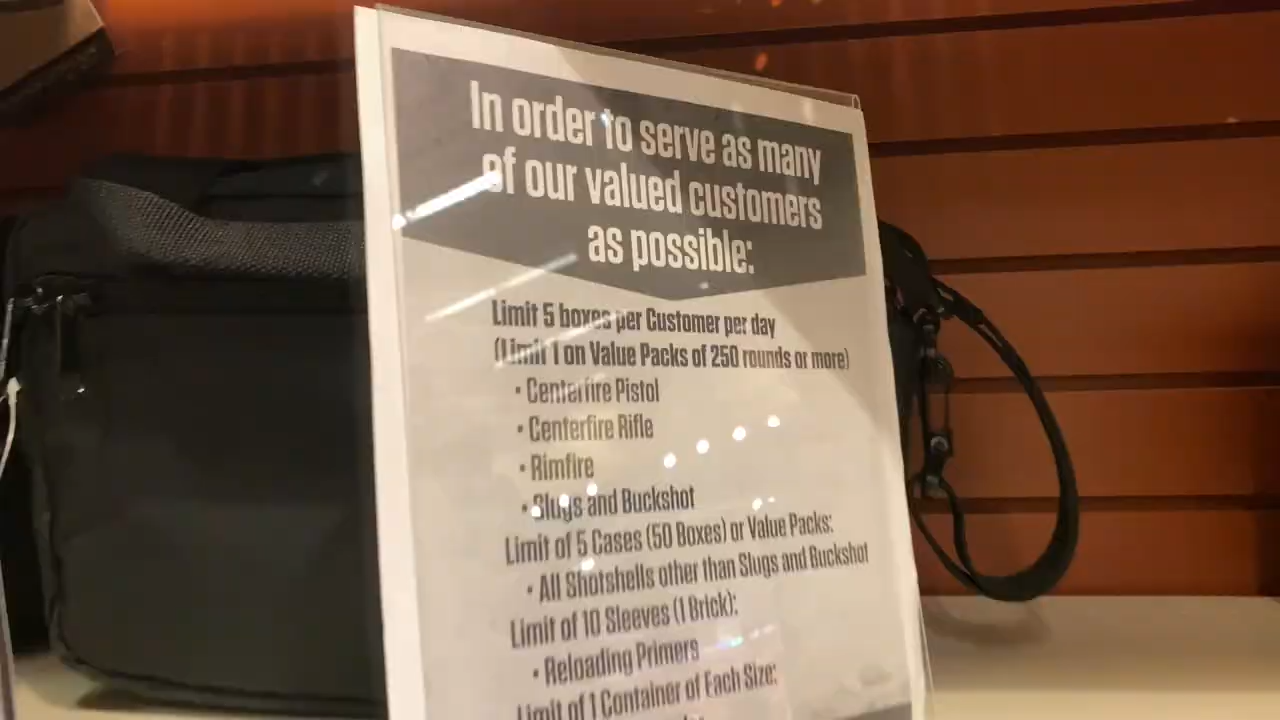 In order to serve as many
of our valued customers
as possible:
Limit 5 boxes per Customer per day
(Limit 1 on Value Packs of 250 rounds or more)
• Centerfire Pistol
• Centerfire Rifle
• Rimfire
• Slugs and Buckshot
Limit of 5 Cases (50 Boxes) or Value Packs:
• All Shotshells other than Slugs and Buckshot
Limit of 10 Sleeves (1 Brick):
• Reloading Primers
Limit of 1 Container of Each Size: